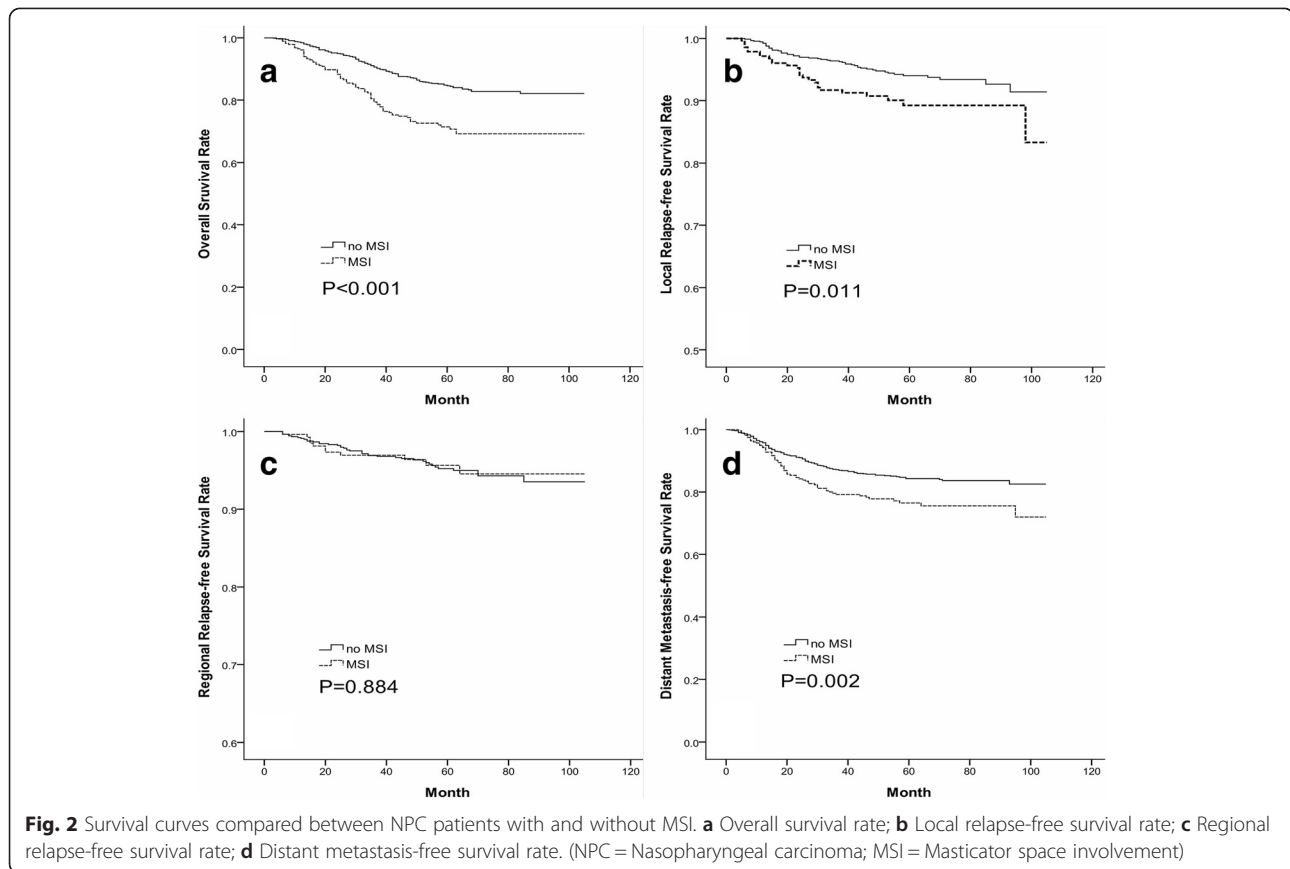 a
Overall Sruvival Rate
1.0
0.8
0.6
0.4
0.2
0.0
no MSI
MSI
P<0.001
0 20 40 60 80 100 120
Month
b
Local Relapse-free Survival Rate
1.0
0.9
0.8
0.7
0.6
0.5
no MSI
MSI
P=0.011
0 20 40 60 80 100 120
Month
c
Regional Relapse-free Survival Rate
1.0
0.9
0.8
0.7
0.6
no MSI
MSI
P=0.884
0 20 40 60 80 100 120
Month
d
Distant Metastasis-free Survival Rate
1.0
0.8
0.6
0.4
0.2
0.0
no MSI
MSI
P=0.002
0 20 40 60 80 100 120
Month
Fig. 2 Survival curves compared between NPC patients with and without MSI. a Overall survival rate; b Local relapse-free survival rate; c Regional
relapse-free survival rate; d Distant metastasis-free survival rate. (NPC = Nasopharyngeal carcinoma; MSI = Masticator space involvement)